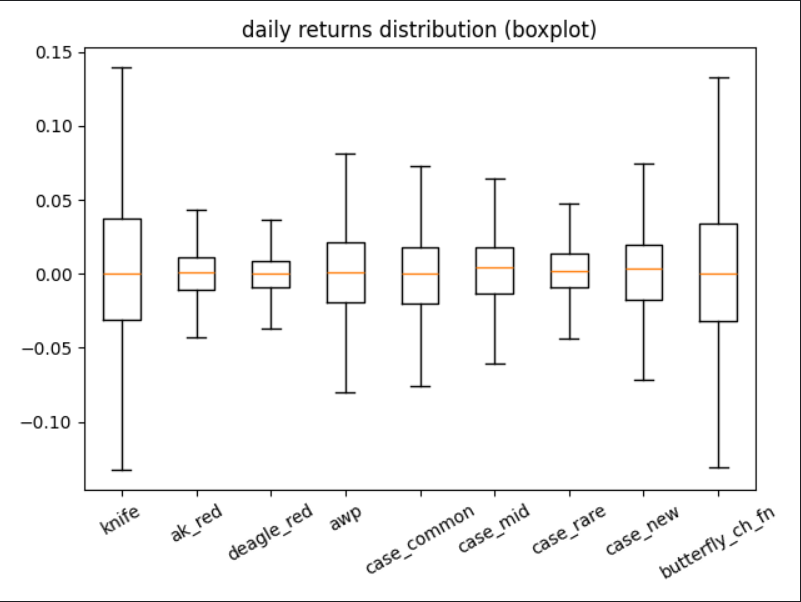 daily returns distribution (boxplot)
0.15
0.10
0.05
0.00
−0.05
−0.10
knife
ak_red
deagle_red
awp
case_common
case_mid
case_rare
case_new
butterfly_ch_fn